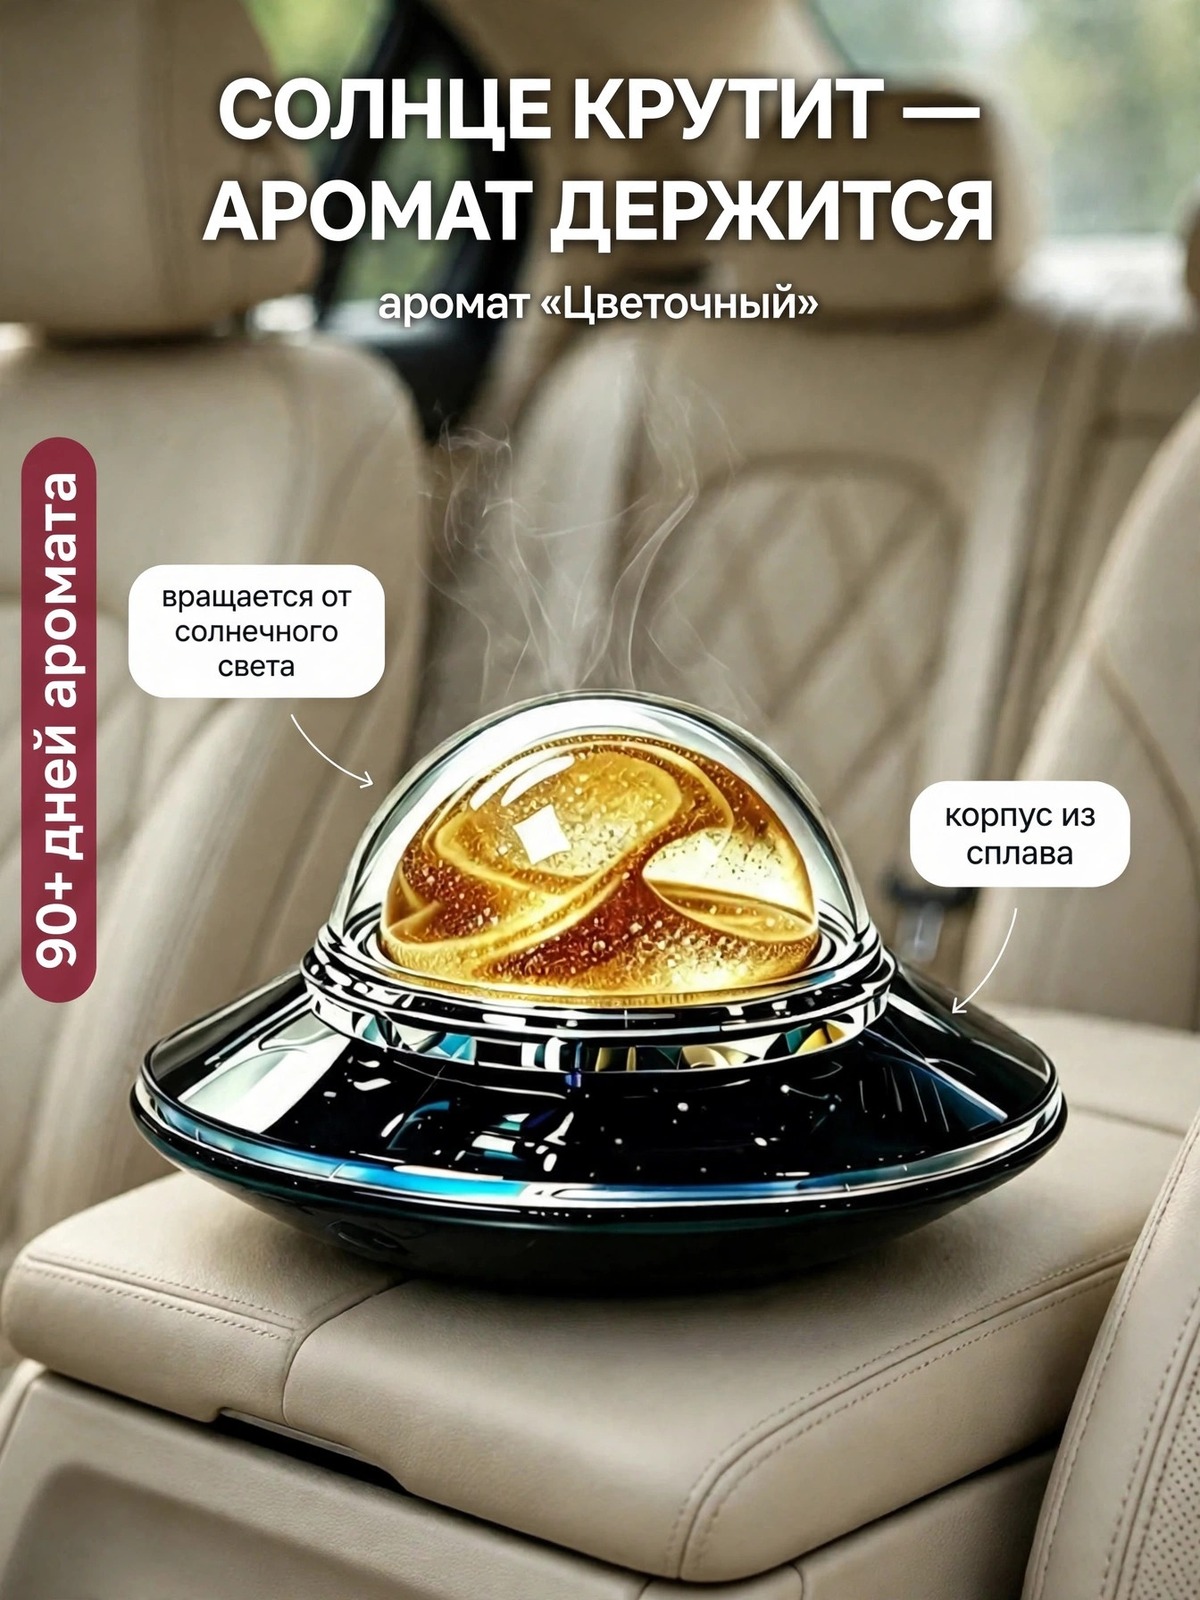 СОЛНЦЕ КРУТИТ —
АРОМАТ ДЕРЖИТСЯ
аромат «Цветочный»
90+ дней аромата
вращается от
солнечного
света
корпус из
сплава